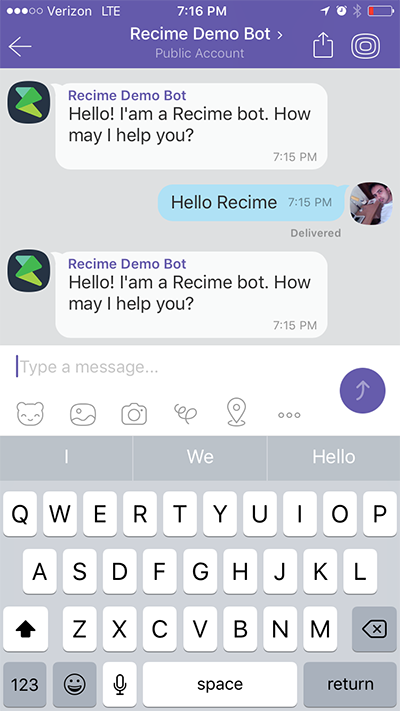 Verizon LTE 7:16 PM
Recime Demo Bot
Public Account
Recime Demo Bot
Hello! I'am a Recime bot. How
may I help you?
7:15 PM
Hello Recime 7:15 PM
Delivered
Recime Demo Bot
Hello! I'am a Recime bot. How
may I help you?
7:15 PM
Type a message...
I We Hello
Q W E R T Y U I O P
A S D F G H J K L
Z X C V B N M
123 space return